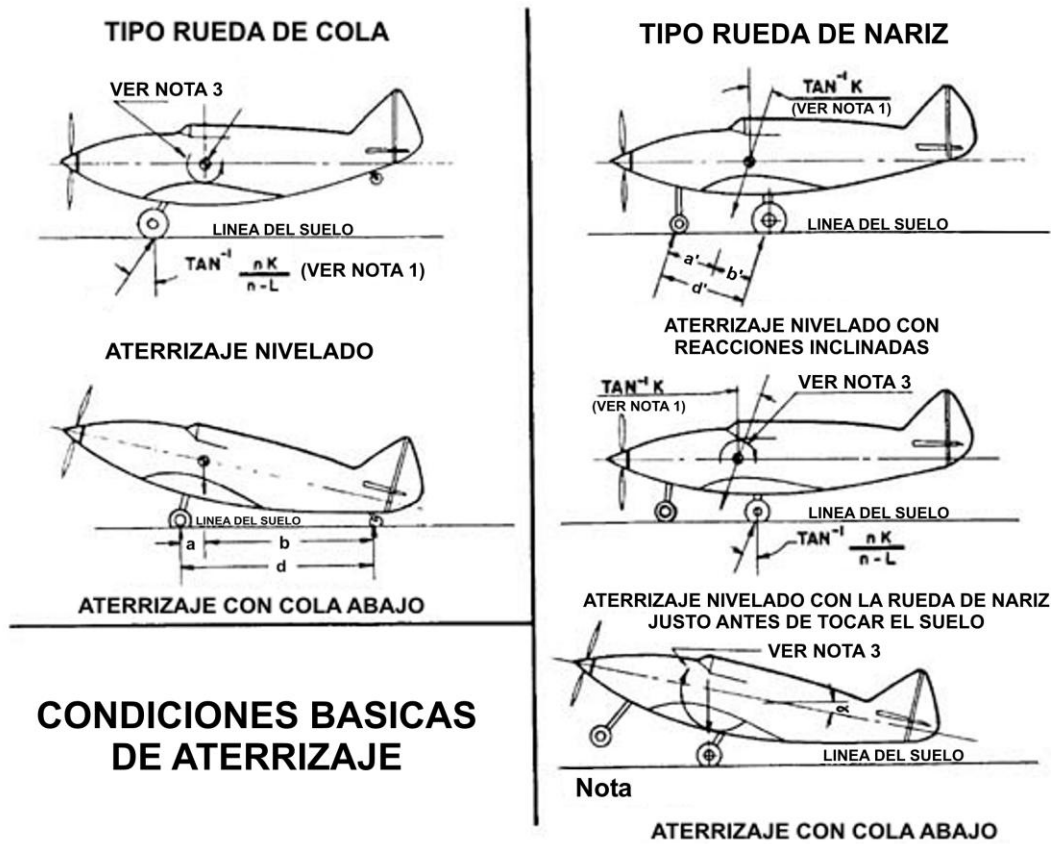 TIPO RUEDA DE COLA
VER NOTA 3
LINEA DEL SUELO
TAN⁻¹ nK / n-L (VER NOTA 1)
ATERRIZAJE NIVELADO
LINEA DEL SUELO
a
b
d
ATERRIZAJE CON COLA ABAJO
CONDICIONES BASICAS
DE ATERRIZAJE
TIPO RUEDA DE NARIZ
TAN⁻¹ K
(VER NOTA 1)
LINEA DEL SUELO
a'
b'
d'
ATERRIZAJE NIVELADO CON
REACCIONES INCLINADAS
TAN⁻¹ K
(VER NOTA 1)
VER NOTA 3
LINEA DEL SUELO
TAN⁻¹ nK / n-L
ATERRIZAJE NIVELADO CON LA RUEDA DE NARIZ
JUSTO ANTES DE TOCAR EL SUELO
VER NOTA 3
α
LINEA DEL SUELO
Nota
ATERRIZAJE CON COLA ABAJO